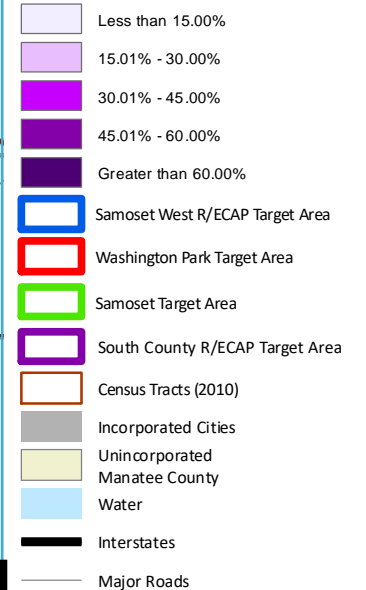 Less than 15.00%
15.01% - 30.00%
30.01% - 45.00%
45.01% - 60.00%
Greater than 60.00%
Samoset West R/ECAP Target Area
Washington Park Target Area
Samoset Target Area
South County R/ECAP Target Area
Census Tracts (2010)
Incorporated Cities
Unincorporated
Manatee County
Water
Interstates
Major Roads